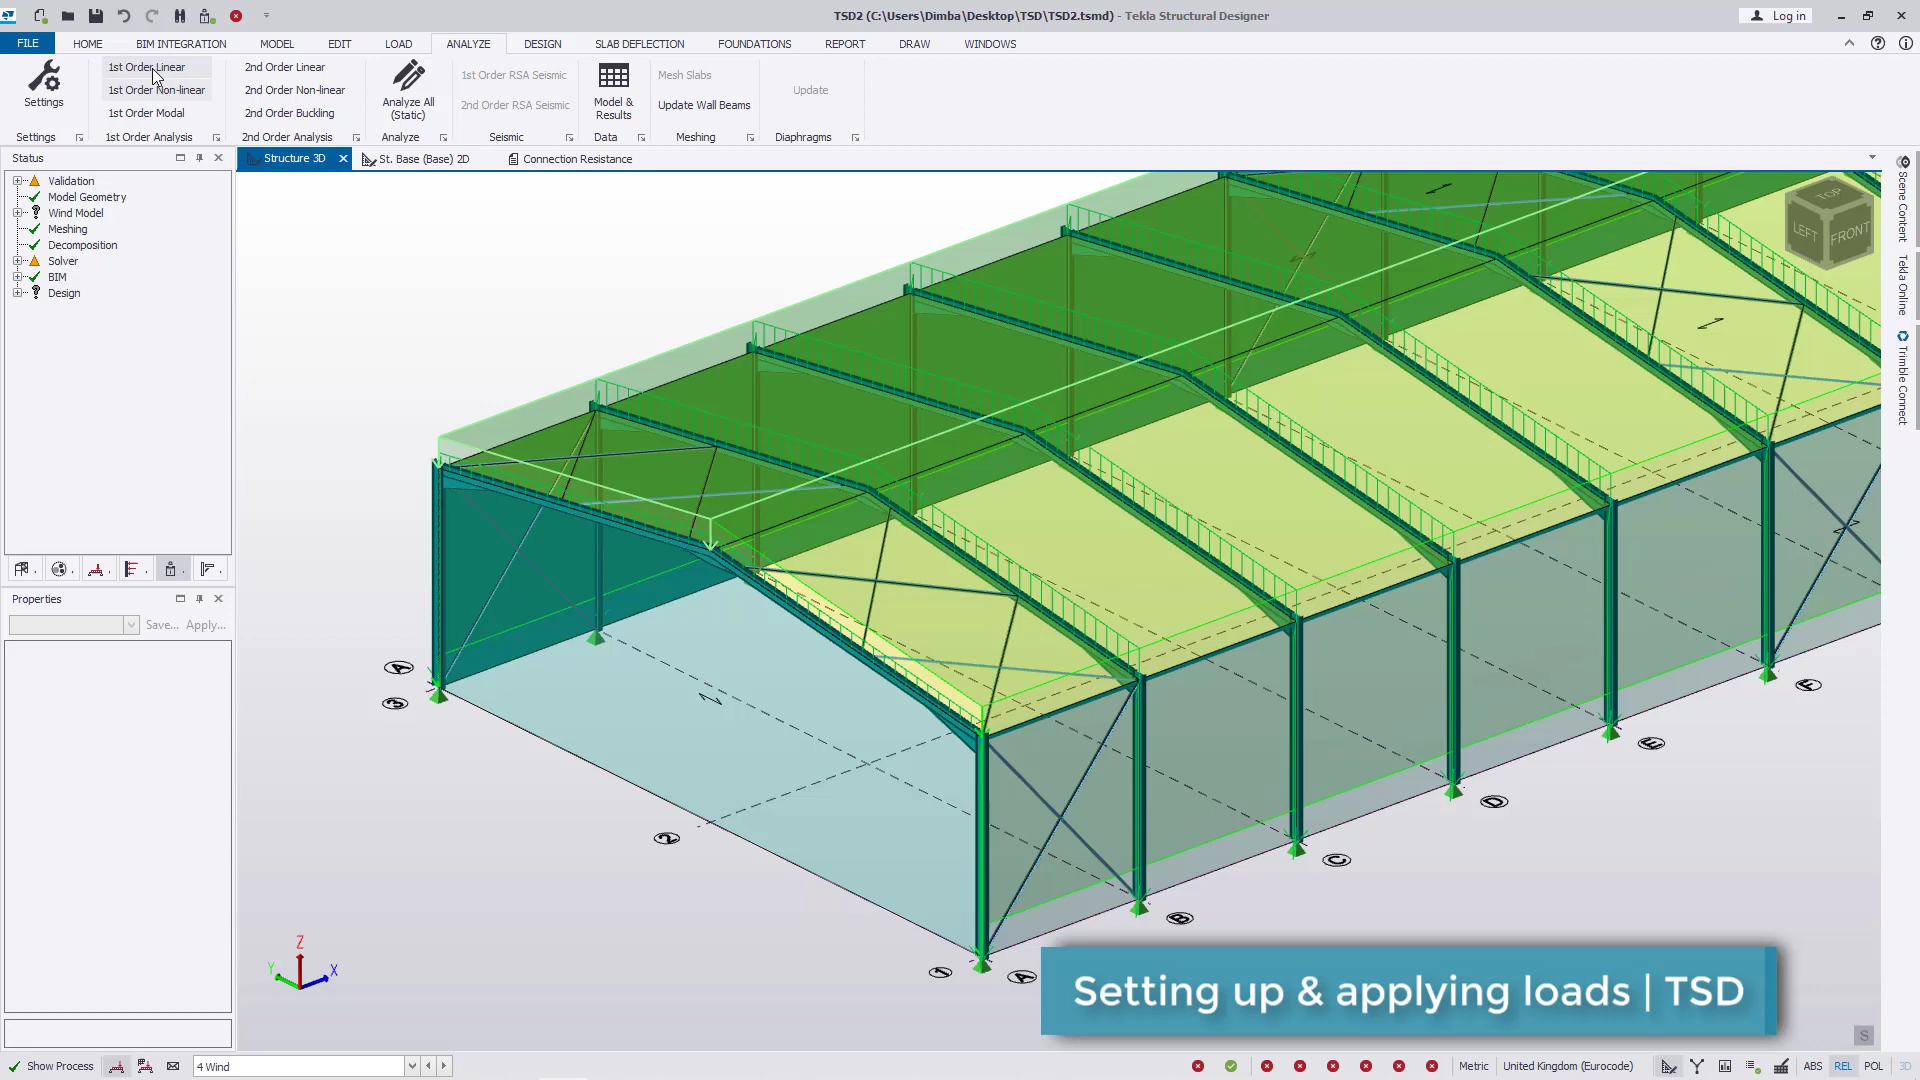 TSD2 (C:\Users\Dimba\Desktop\TSD\TSD2.tsmd) - Tekla Structural Designer
Log in
FILE HOME BIM INTEGRATION MODEL EDIT LOAD ANALYZE DESIGN SLAB DEFLECTION FOUNDATIONS REPORT DRAW WINDOWS
Settings
Settings
1st Order Linear
1st Order Non-linear
1st Order Modal
1st Order Analysis
2nd Order Linear
2nd Order Non-linear
2nd Order Buckling
2nd Order Analysis
Analyze All
(Static)
Analyze
1st Order RSA Seismic
2nd Order RSA Seismic
Seismic
Model &
Results
Data
Mesh Slabs
Update Wall Beams
Meshing
Update
Diaphragms
Status
Structure 3D
St. Base (Base) 2D
Connection Resistance
Validation
Model Geometry
Wind Model
Meshing
Decomposition
Solver
BIM
Design
Properties
Save... Apply...
TOP
LEFT
FRONT
Scene Content
Tekla Online
Trimble Connect
A
3
2
1
A
B
C
D
E
F
Z
Y
X
Setting up & applying loads | TSD
S
Show Process
4 Wind
Metric
United Kingdom (Eurocode)
ABS REL POL 3D